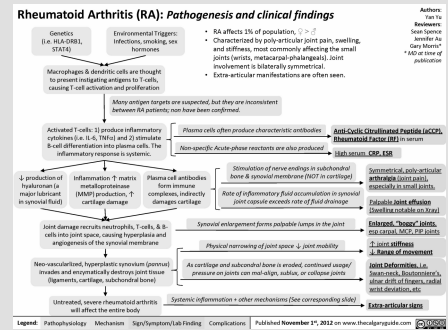 Rheumatoid Arthritis (RA): Pathogenesis and clinical findings
Authors:
Yan Yu
Reviewers:
Sean Spence
Jennifer Au
Gary Morris*
* MD at time of
publication
Genetics
(i.e. HLA-DRB1,
STAT4)
Environmental Triggers:
Infections, smoking, sex
hormones
• RA affects 1% of population, ♀ > ♂
• Characterized by poly-articular joint pain, swelling,
and stiffness, most commonly affecting the small
joints (wrists, metacarpal-phalangeals). Joint
involvement is bilaterally symmetrical.
• Extra-articular manifestations are often seen.
Macrophages & dendritic cells are thought
to present instigating antigens to T-cells,
causing T-cell activation and proliferation
Many antigen targets are suspected, but they are inconsistent
between RA patients; non have been confirmed.
Activated T-cells: 1) produce inflammatory
cytokines (i.e. IL-6, TNFα) and 2) stimulate
B-cell differentiation into plasma cells. The
inflammatory response is systemic.
Plasma cells often produce characteristic antibodies
Anti-Cyclic Citrullinated Peptide (aCCP),
Rheumatoid Factor (RF) in serum
Non-specific Acute-phase reactants are also produced
High serum CRP, ESR
↓ production of
hyaluronan (a
major lubricant
in synovial fluid)
Inflammation ↑ matrix
metalloproteinase
(MMP) production, ↑
cartilage damage
Plasma cell antibodies
form immune
complexes, indirectly
damages cartilage
Stimulation of nerve endings in subchondral
bone & synovial membrane (NOT in cartilage)
Symmetrical, poly-articular
arthralgia (joint pain),
especially in small joints.
Rate of inflammatory fluid accumulation in synovial
joint capsule exceeds rate of fluid drainage
Palpable Joint effusion
(Swelling notable on Xray)
Joint damage recruits neutrophils, T-cells, & B-
cells into joint space, causing hyperplasia and
angiogenesis of the synovial membrane
Synovial enlargement forms palpable lumps in the joint
Enlarged, "boggy" joints,
esp carpal, MCP, PIP joints
Physical narrowing of joint space ↓ joint mobility
↑ joint stiffness
↓ Range of movement
Neo-vascularized, hyperplastic synovium (pannus)
invades and enzymatically destroys joint tissue
(ligaments, cartilage, subchondral bone)
As cartilage and subchondral bone is eroded, continued usage/
pressure on joints can mal-align, sublux, or collapse joints
Joint Deformities, i.e.
Swan-neck, Boutonniere's,
ulnar drift of fingers, radial
wrist deviation, etc
Untreated, severe rheumatoid arthritis
will affect the entire body
Systemic inflammation + other mechanisms (See corresponding slide)
Extra-articular signs
Legend: Pathophysiology Mechanism Sign/Symptom/Lab Finding Complications Published November 1st, 2012 on www.thecalgaryguide.com